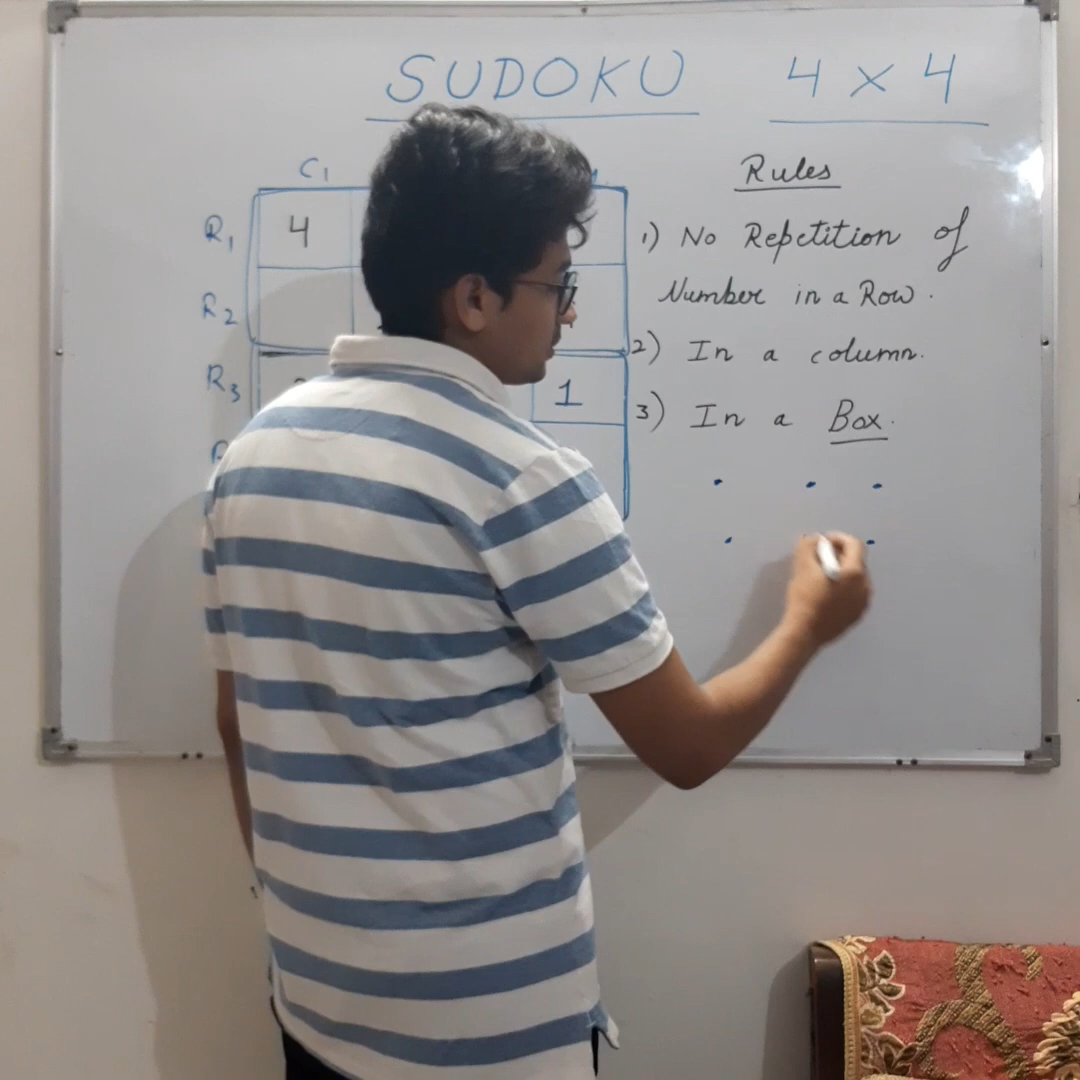 SUDOKU 4 x 4
C1
Rules
R1 4
1) No Repetition of
Number in a Row.
R2
2) In a column.
R3 1
3) In a Box.